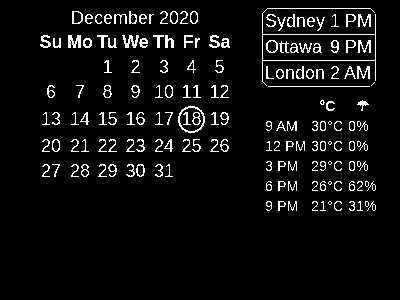 December 2020
Su Mo Tu We Th Fr Sa
1 2 3 4 5
6 7 8 9 10 11 12
13 14 15 16 17 18 19
20 21 22 23 24 25 26
27 28 29 30 31
Sydney 1 PM
Ottawa 9 PM
London 2 AM
°C ☂
9 AM 30°C 0%
12 PM 30°C 0%
3 PM 29°C 0%
6 PM 26°C 62%
9 PM 21°C 31%